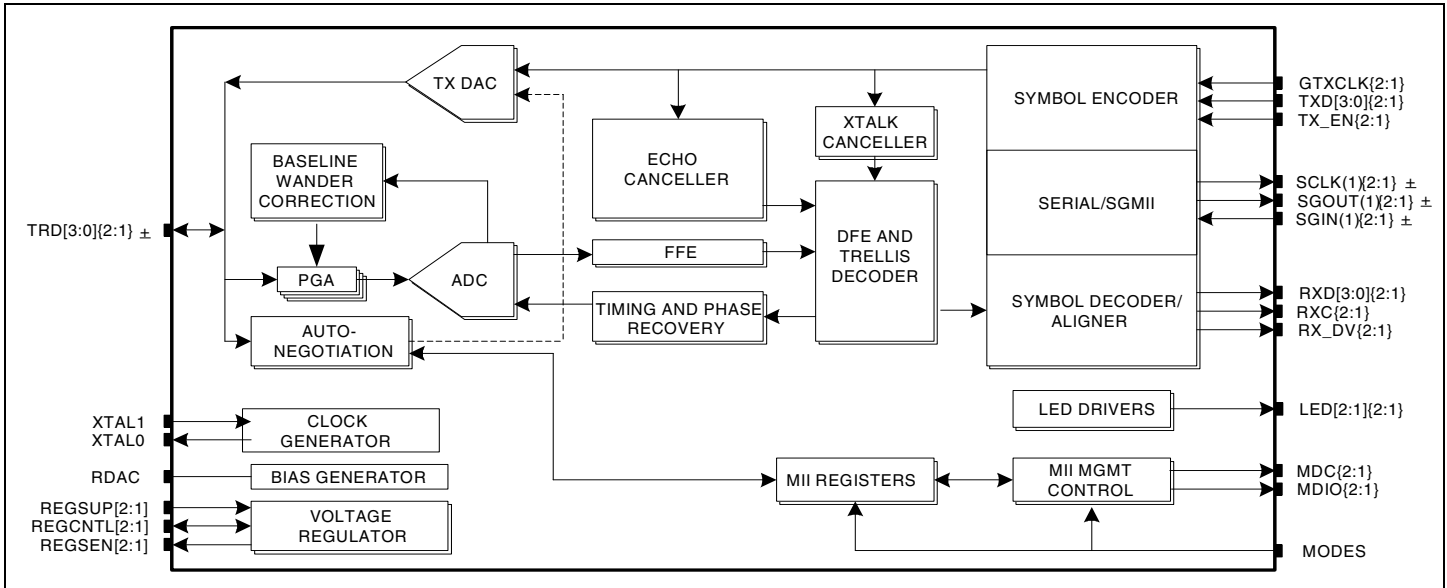 TX DAC
SYMBOL ENCODER
GTXCLK{2:1}
TXD[3:0]{2:1}
TX_EN{2:1}
XTALK
CANCELLER
ECHO
CANCELLER
BASELINE
WANDER
CORRECTION
SERIAL/SGMII
SCLK(1){2:1} ±
SGOUT(1){2:1} ±
SGIN(1){2:1} ±
TRD[3:0]{2:1} ±
DFE AND
TRELLIS
DECODER
FFE
PGA
ADC
TIMING AND PHASE
RECOVERY
SYMBOL DECODER/
ALIGNER
RXD[3:0]{2:1}
RXC{2:1}
RX_DV{2:1}
AUTO-
NEGOTIATION
XTAL1
XTAL0
CLOCK
GENERATOR
LED DRIVERS
LED[2:1]{2:1}
RDAC
BIAS GENERATOR
MII REGISTERS
MII MGMT
CONTROL
MDC{2:1}
MDIO{2:1}
REGSUP[2:1]
REGCNTL[2:1]
REGSEN[2:1]
VOLTAGE
REGULATOR
MODES